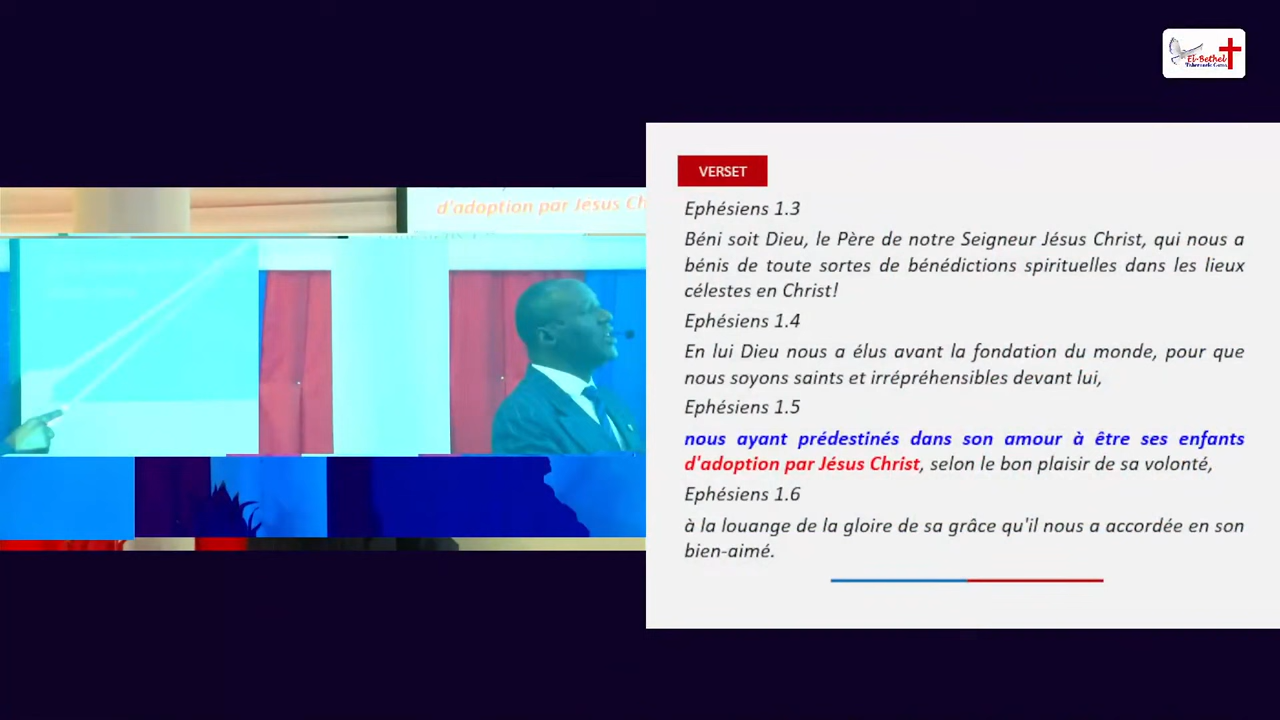 El-Bethel
d'adoption par Jésus Ch
VERSET
Ephésiens 1.3
Béni soit Dieu, le Père de notre Seigneur Jésus Christ, qui nous a
bénis de toute sortes de bénédictions spirituelles dans les lieux
célestes en Christ!
Ephésiens 1.4
En lui Dieu nous a élus avant la fondation du monde, pour que
nous soyons saints et irrépréhensibles devant lui,
Ephésiens 1.5
nous ayant prédestinés dans son amour à être ses enfants
d'adoption par Jésus Christ, selon le bon plaisir de sa volonté,
Ephésiens 1.6
à la louange de la gloire de sa grâce qu'il nous a accordée en son
bien-aimé.